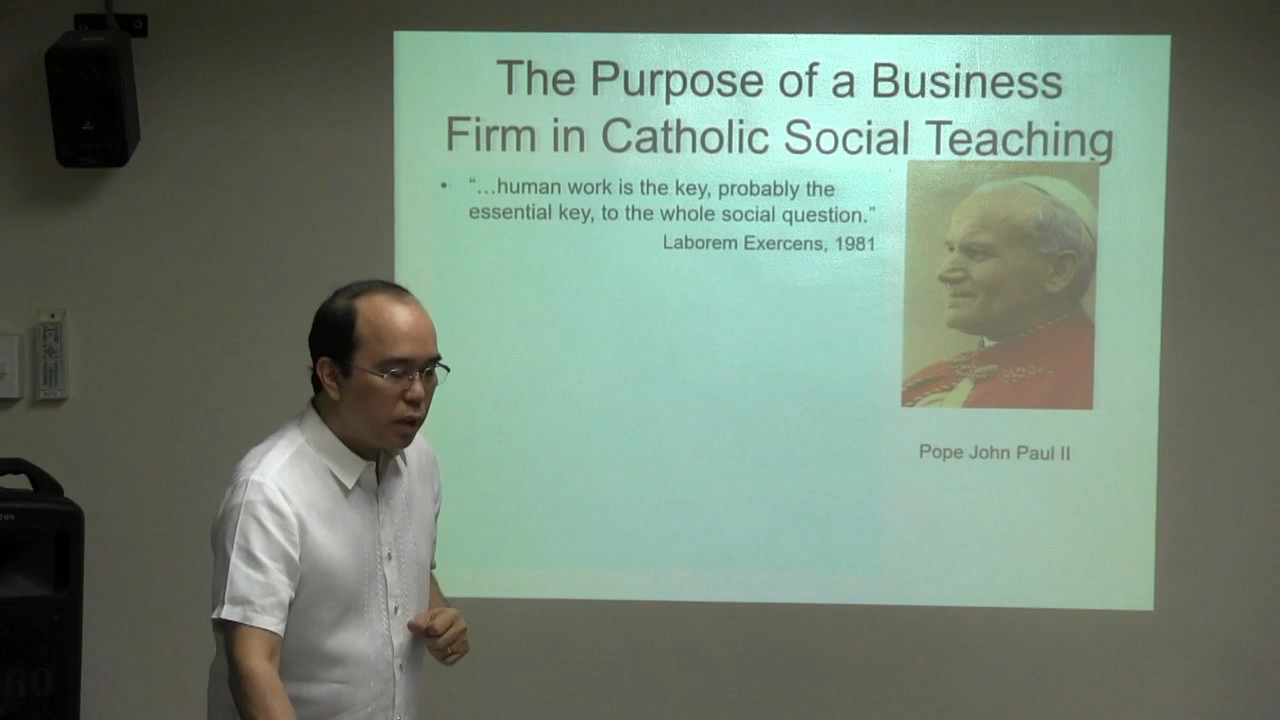 The Purpose of a Business
Firm in Catholic Social Teaching
• “…human work is the key, probably the
essential key, to the whole social question.”
Laborem Exercens, 1981
Pope John Paul II